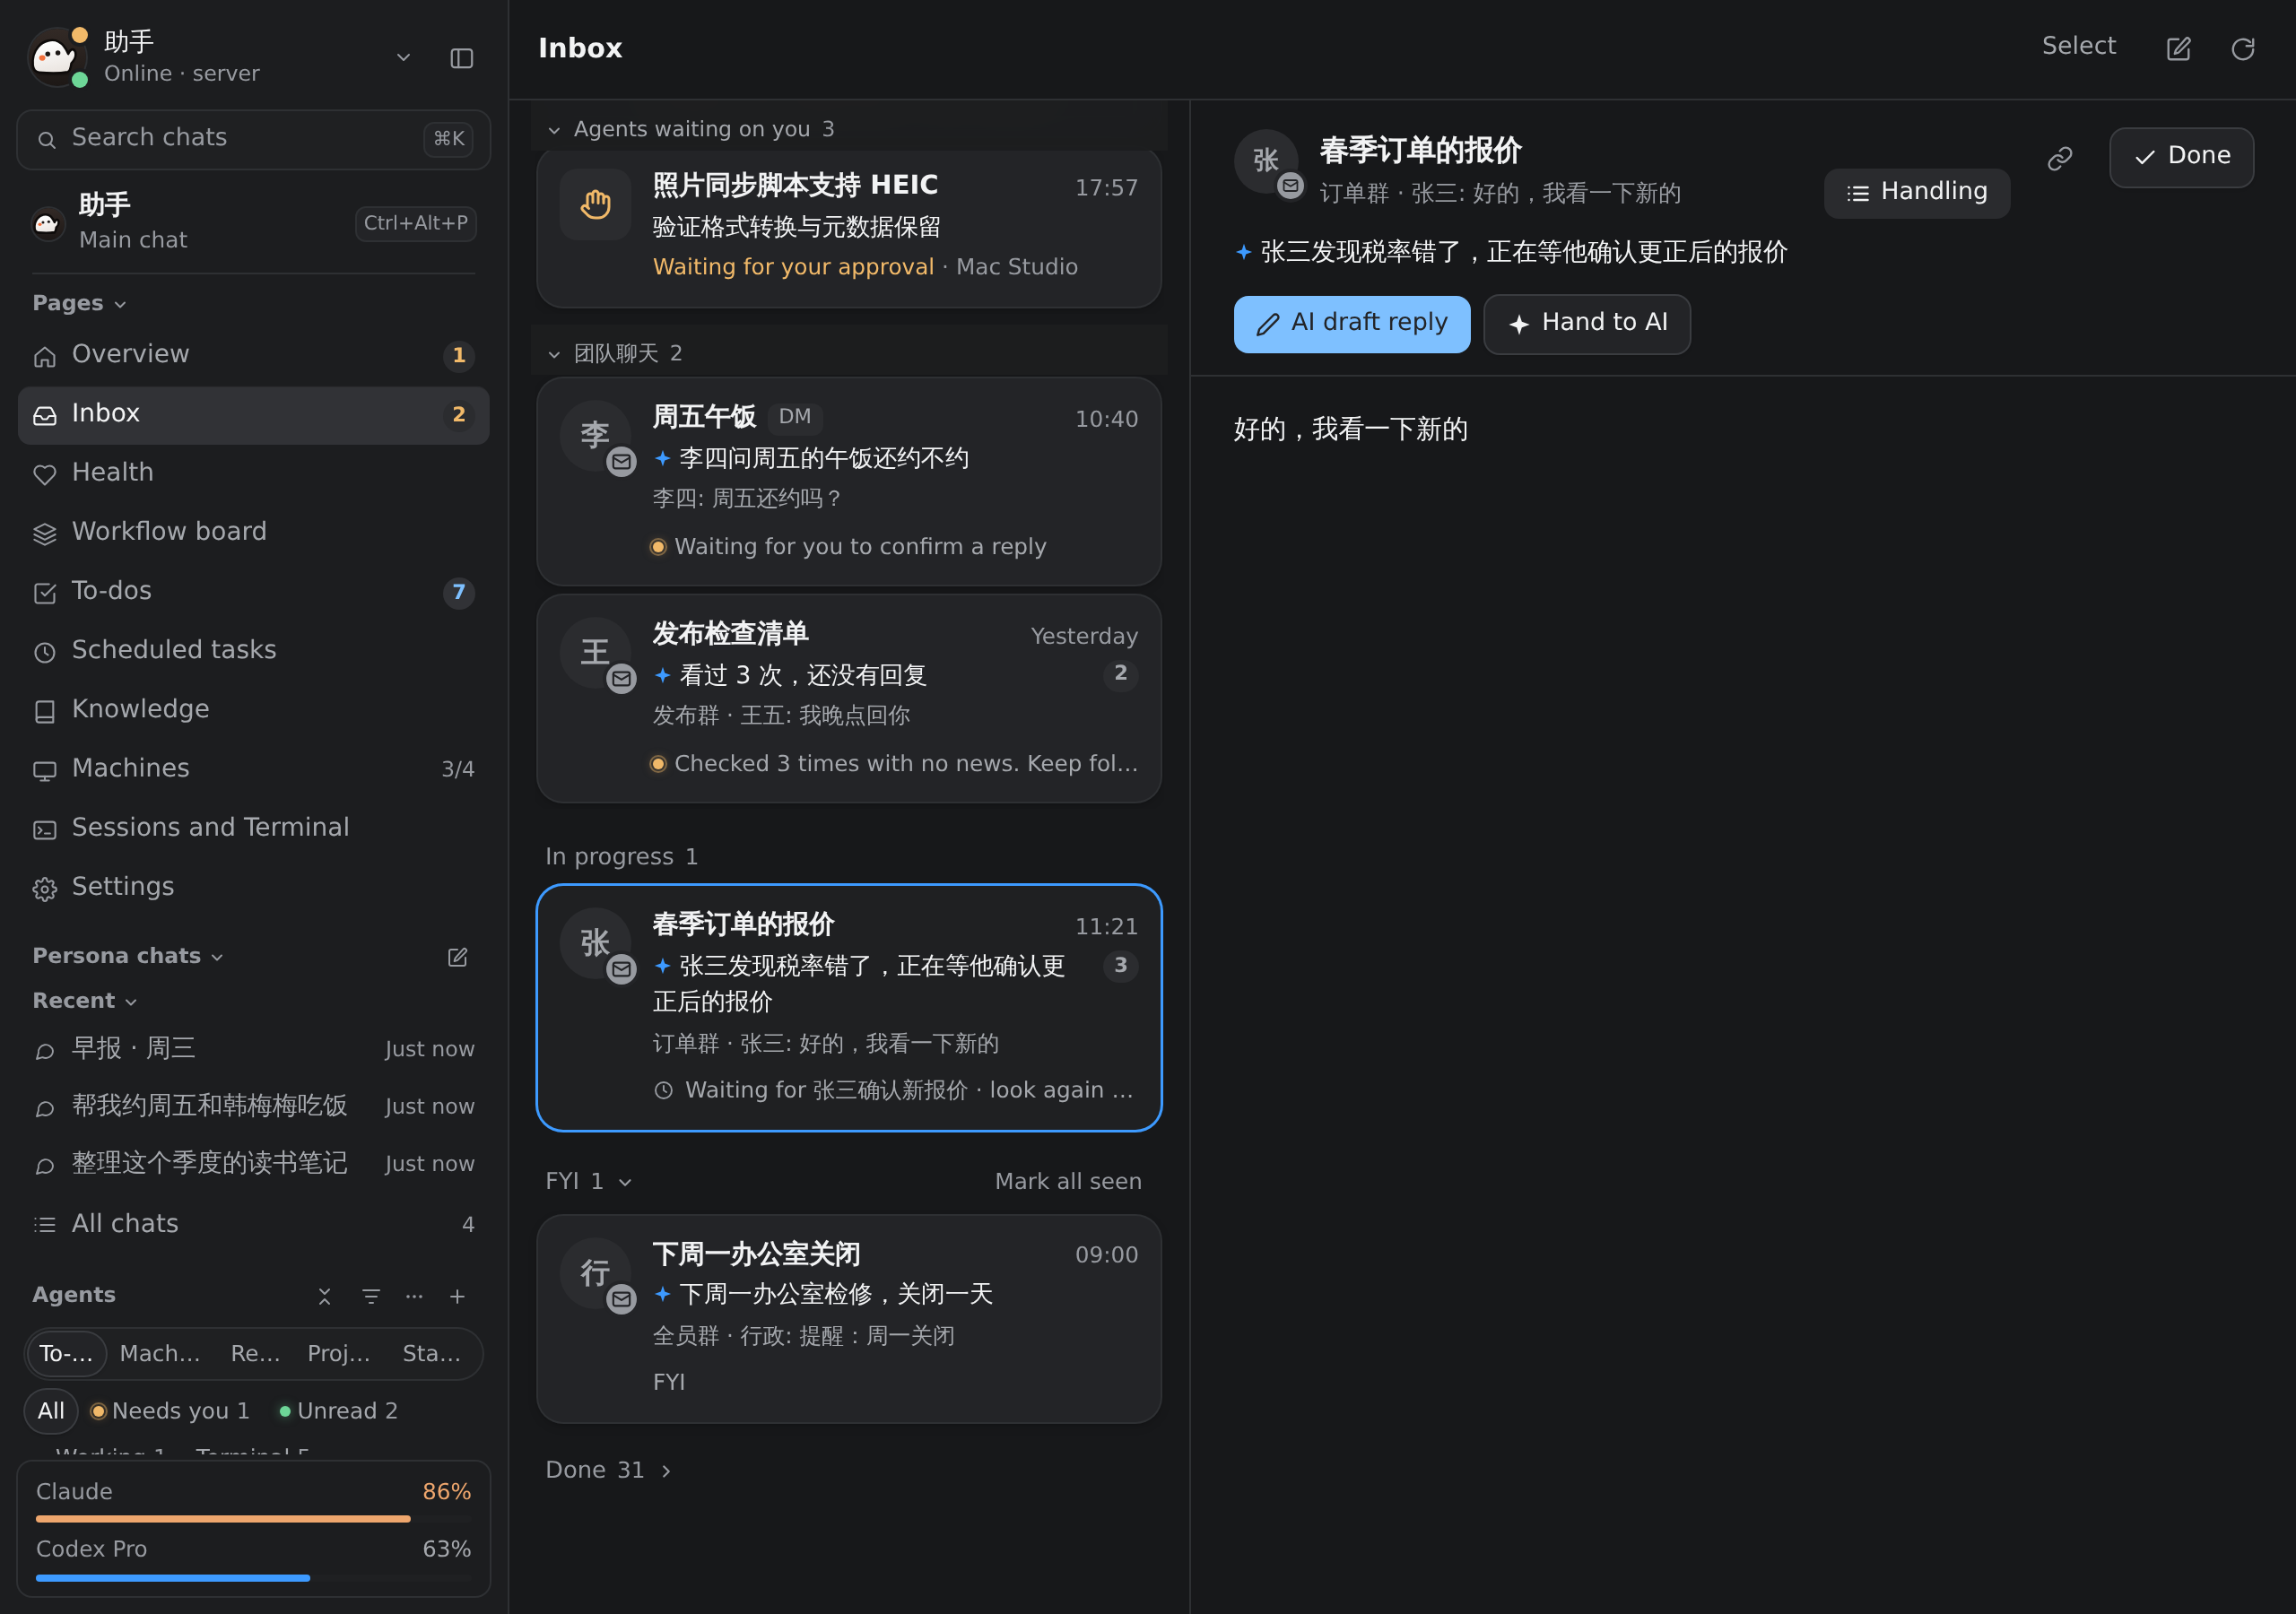 助手
Online · server
Search chats ⌘K
助手
Main chat
Ctrl+Alt+P
Pages
Overview 1
Inbox 2
Health
Workflow board
To-dos 7
Scheduled tasks
Knowledge
Machines 3/4
Sessions and Terminal
Settings
Persona chats
Recent
早报 · 周三 Just now
帮我约周五和韩梅梅吃饭 Just now
整理这个季度的读书笔记 Just now
All chats 4
Agents
To-... Mach... Re... Proj... Sta...
All Needs you 1 Unread 2
Working 1 Terminal 5
Claude 86%
Codex Pro 63%
Inbox
Select
Agents waiting on you 3
照片同步脚本支持 HEIC 17:57
验证格式转换与元数据保留
Waiting for your approval · Mac Studio
团队聊天 2
李 周五午饭 DM 10:40
李四问周五的午饭还约不约
李四: 周五还约吗？
Waiting for you to confirm a reply
王 发布检查清单 Yesterday
看过 3 次，还没有回复 2
发布群 · 王五: 我晚点回你
Checked 3 times with no news. Keep fol...
In progress 1
张 春季订单的报价 11:21
张三发现税率错了，正在等他确认更 3
正后的报价
订单群 · 张三: 好的，我看一下新的
Waiting for 张三确认新报价 · look again ...
FYI 1 Mark all seen
行 下周一办公室关闭 09:00
下周一办公室检修，关闭一天
全员群 · 行政: 提醒：周一关闭
FYI
Done 31
张 春季订单的报价
订单群 · 张三: 好的，我看一下新的
Handling
Done
张三发现税率错了，正在等他确认更正后的报价
AI draft reply
Hand to AI
好的，我看一下新的